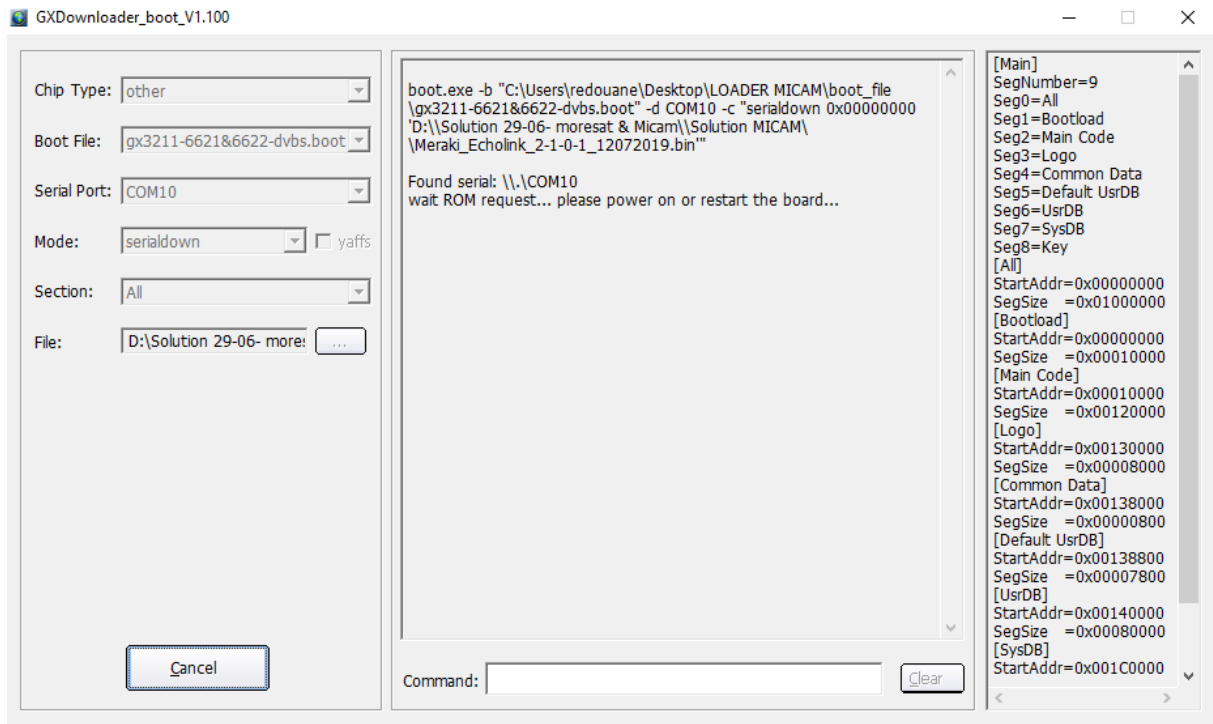 GXDownloader_boot_V1.100
Chip Type: other
Boot File: gx3211-6621&6622-dvbs.boot
Serial Port: COM10
Mode: serialdown yaffs
Section: All
File: D:\Solution 29-06- more ...
Cancel
boot.exe -b "C:\Users\redouane\Desktop\LOADER MICAM\boot_file
\gx3211-6621&6622-dvbs.boot" -d COM10 -c "serialdown 0x00000000
'D:\\Solution 29-06- moresat & Micam\\Solution MICAM\
\Meraki_Echolink_2-1-0-1_12072019.bin'"
Found serial: \\.\COM10
wait ROM request... please power on or restart the board...
Command:
Clear
[Main]
SegNumber=9
Seg0=All
Seg1=Bootload
Seg2=Main Code
Seg3=Logo
Seg4=Common Data
Seg5=Default UsrDB
Seg6=UsrDB
Seg7=SysDB
Seg8=Key
[All]
StartAddr=0x00000000
SegSize =0x01000000
[Bootload]
StartAddr=0x00000000
SegSize =0x00010000
[Main Code]
StartAddr=0x00010000
SegSize =0x00120000
[Logo]
StartAddr=0x00130000
SegSize =0x00008000
[Common Data]
StartAddr=0x00138000
SegSize =0x00000800
[Default UsrDB]
StartAddr=0x00138800
SegSize =0x00007800
[UsrDB]
StartAddr=0x00140000
SegSize =0x00080000
[SysDB]
StartAddr=0x001C0000